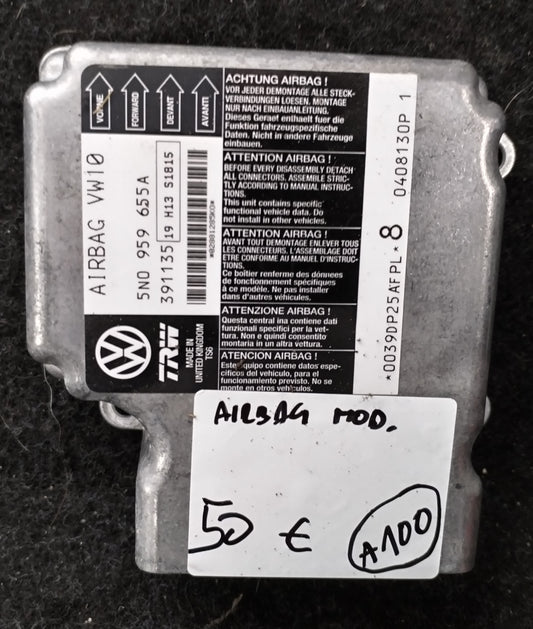 VORNE
FORWARD
DEVANT
AVANTI
AIRBAG VW10
5N0 959 655A
391135 19 H13 S1815
TRW
MADE IN
UNITED KINGDOM
TS6
ACHTUNG AIRBAG !
VOR JEDER DEMONTAGE ALLE STECK-
VERBINDUNGEN LOESEN. MONTAGE
NUR NACH EINBAUANLEITUNG.
Dieses Geraet enthaelt fuer die
Funktion fahrzeugspezifische
Daten. Nicht in andere Fahrzeuge
einbauen.
ATTENTION AIRBAG !
BEFORE EVERY DISASSEMBLY DETACH
ALL CONNECTORS. ASSEMBLE STRIC-
TLY ACCORDING TO MANUAL INSTRUC-
TIONS.
This unit contains specific
functional vehicle data. Do
not install in other vehicles.
ATTENTION AIRBAG !
AVANT TOUT DEMONTAGE ENLEVER TOUS
LES CONNECTEURS. L'ASSEMBLAGE DOIT
ETRE CONFORME AU MANUEL D'INSTRUC-
TIONS.
Ce boitier renferme des données
de fonctionnement spécifiques
à ce modèle. Ne pas installer
dans d'autres véhicules.
ATTENZIONE AIRBAG !
Questa central ina contiene dati
funzionali specifici per la vet-
tura. Non e quindi consentito
montaria in un altra vettura.
ATENCION AIRBAG !
Este equipo contiene datos espe-
cificos del vehiculo, para el
funcionamiento previsto. No se
monte en otros vehiculos.
*0039DP25AFPL* 8 0408130P 1
AIRBAG MOD.
50 €
A100